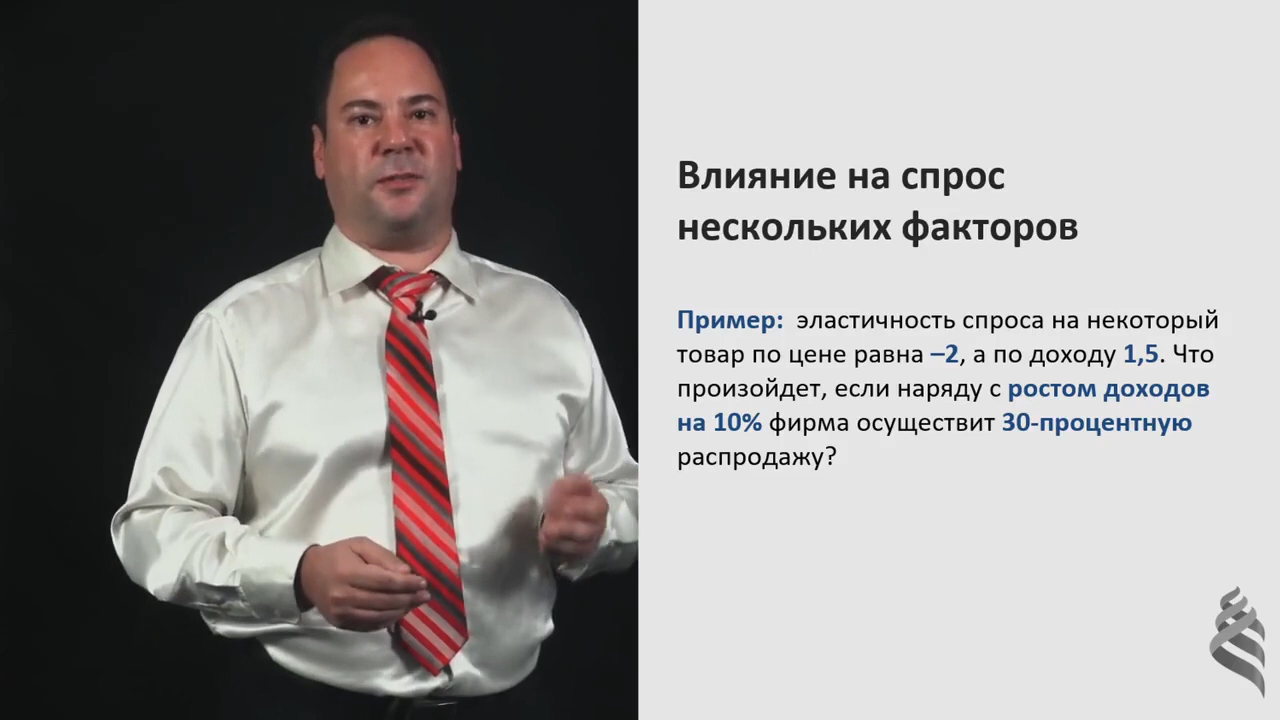 Влияние на спрос
нескольких факторов
Пример: эластичность спроса на некоторый
товар по цене равна –2, а по доходу 1,5. Что
произойдет, если наряду с ростом доходов
на 10% фирма осуществит 30-процентную
распродажу?